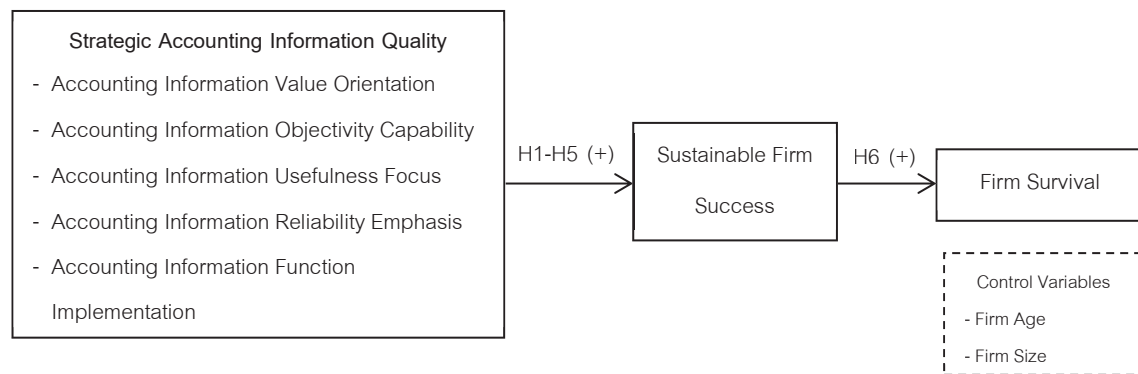 Strategic Accounting Information Quality
- Accounting Information Value Orientation
- Accounting Information Objectivity Capability
- Accounting Information Usefulness Focus
- Accounting Information Reliability Emphasis
- Accounting Information Function
Implementation
H1-H5 (+)
Sustainable Firm
Success
H6 (+)
Firm Survival
Control Variables
- Firm Age
- Firm Size